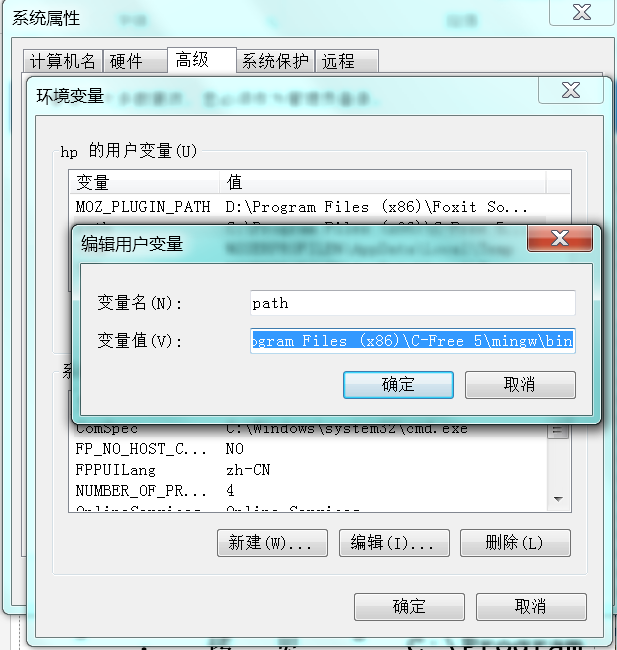 系统属性
计算机名 硬件 高级 系统保护 远程
环境变量
hp 的用户变量(U)
变量 值
MOZ_PLUGIN_PATH D:\Program Files (x86)\Foxit So...
编辑用户变量
变量名(N): path
变量值(V): ogram Files (x86)\C-Free 5\mingw\bin
确定 取消
系
ComSpec C:\Windows\system32\cmd.exe
FP_NO_HOST_C... NO
FPPUILang zh-CN
NUMBER_OF_PR... 4
OnlineServices Online Services
新建(W)... 编辑(I)... 删除(L)
确定 取消